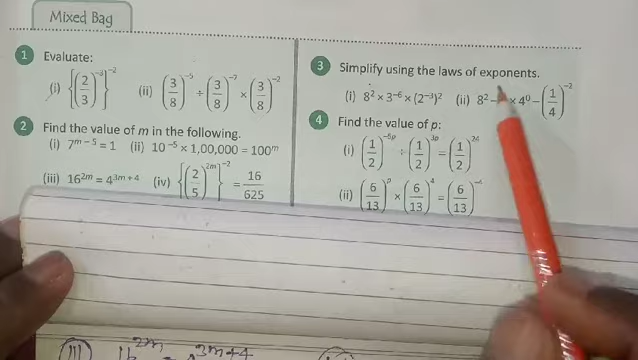 Mixed Bag
1 Evaluate:
(i) {(2/3)^-3}^-2 (ii) (3/8)^-5 ÷ (3/8)^-7 × (3/8)^-2
2 Find the value of m in the following.
(i) 7^m-5 = 1 (ii) 10^-5 × 1,00,000 = 100^m
(iii) 16^2m = 4^3m+4 (iv) {[(2/5)^2m]}^-2 = 16/625
3 Simplify using the laws of exponents.
(i) 8^2 × 3^-6 × (2^-3)^2 (ii) 8^2 − × 4^0 − (1/4)^-2
4 Find the value of p:
(i) (1/2)^-6p ÷ (1/2)^3p = (1/2)^36
(ii) (6/13)^p × (6/13)^4 = (6/13)
(iii) 16^2m = 3m+4